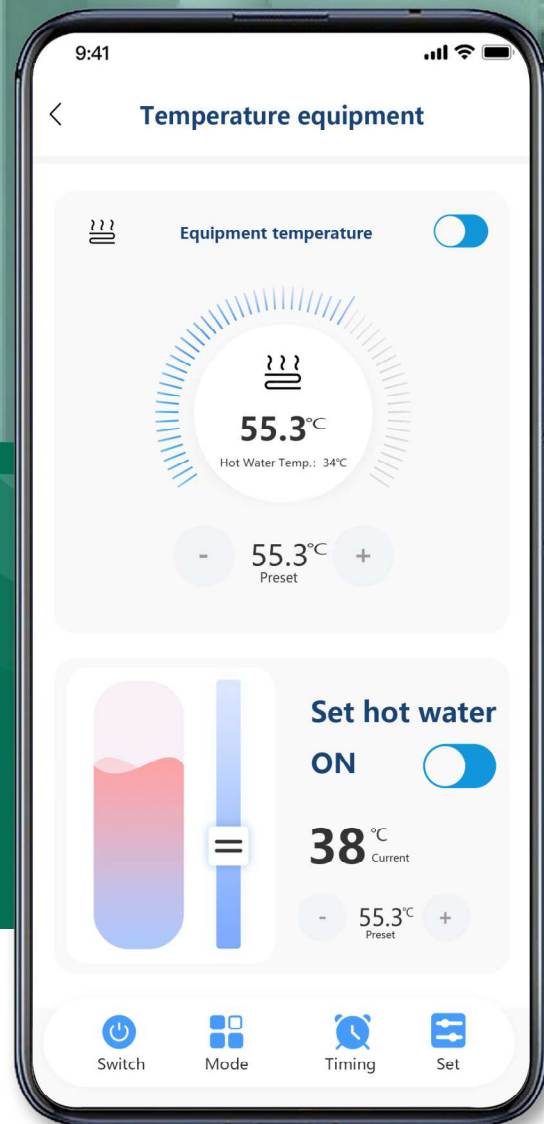 9:41
Temperature equipment
Equipment temperature
55.3°C
Hot Water Temp.: 34°C
- 55.3°C +
Preset
Set hot water
ON
38 °C
Current
- 55.3°C +
Preset
Switch Mode Timing Set